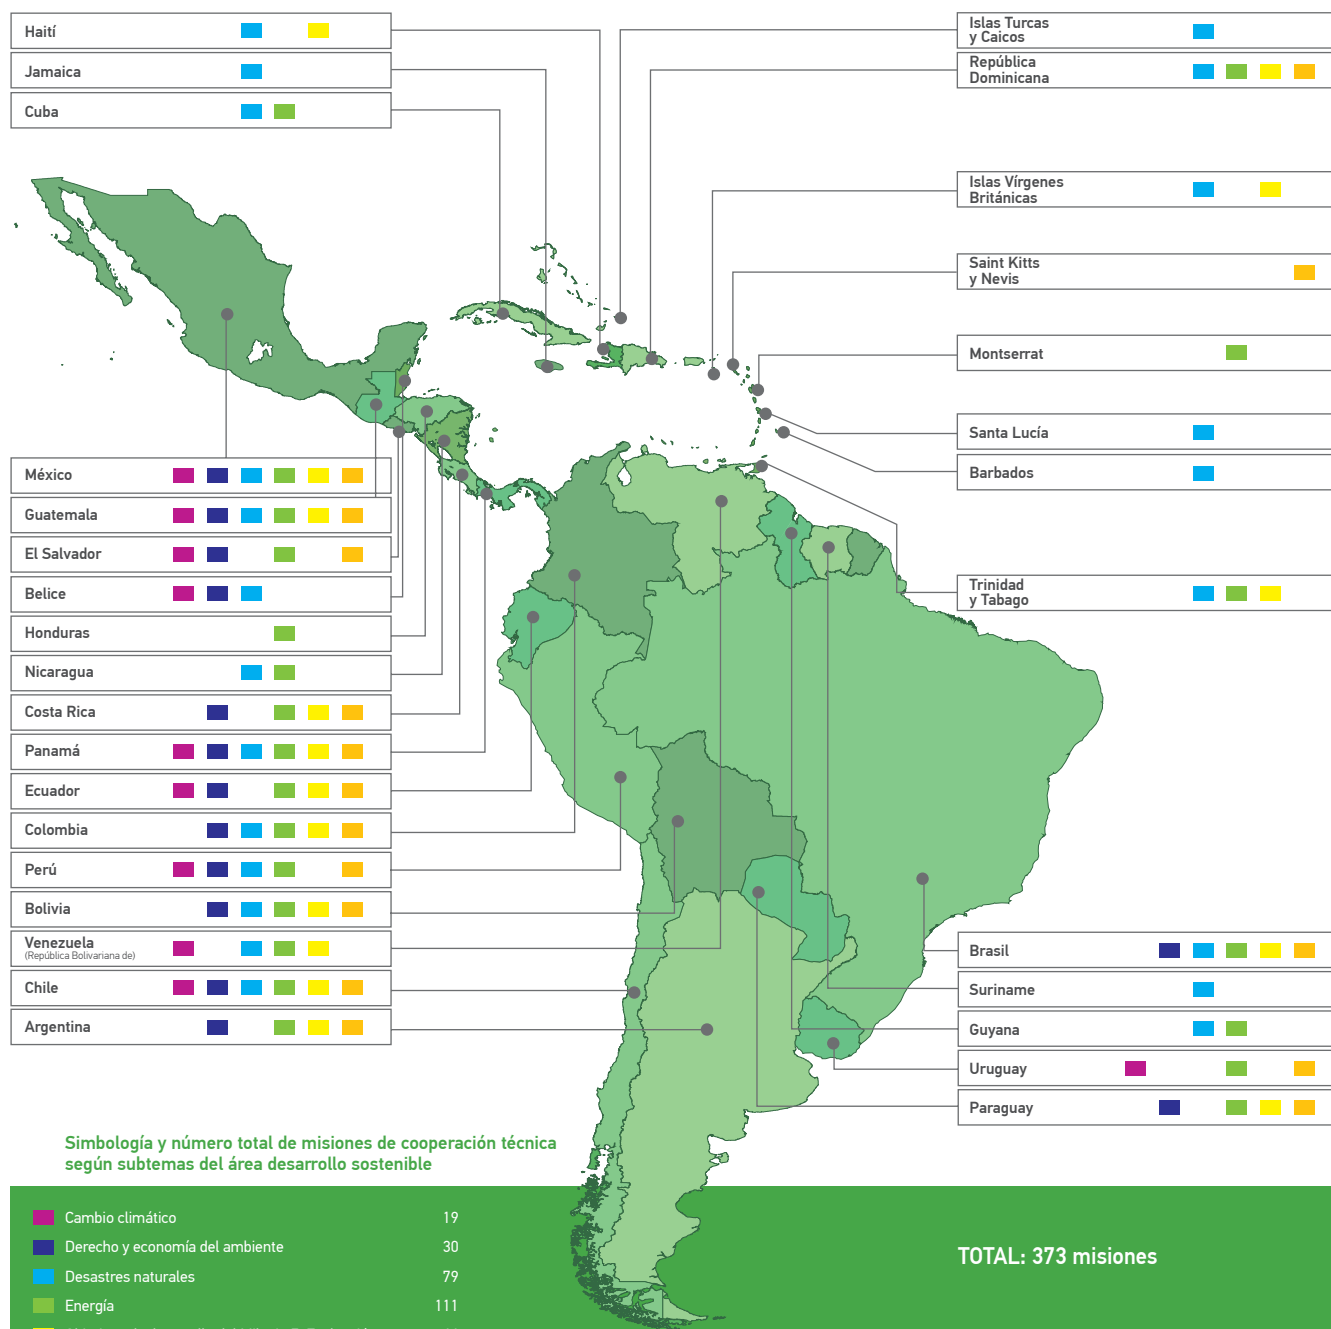 Haití
Jamaica
Cuba
Islas Turcas
y Caicos
República
Dominicana
Islas Vírgenes
Británicas
Saint Kitts
y Nevis
Montserrat
Santa Lucía
Barbados
Trinidad
y Tabago
México
Guatemala
El Salvador
Belice
Honduras
Nicaragua
Costa Rica
Panamá
Ecuador
Colombia
Perú
Bolivia
Venezuela
(República Bolivariana de)
Chile
Argentina
Brasil
Suriname
Guyana
Uruguay
Paraguay
Simbología y número total de misiones de cooperación técnica
según subtemas del área desarrollo sostenible
Cambio climático 19
Derecho y economía del ambiente 30
Desastres naturales 79
Energía 111
TOTAL: 373 misiones